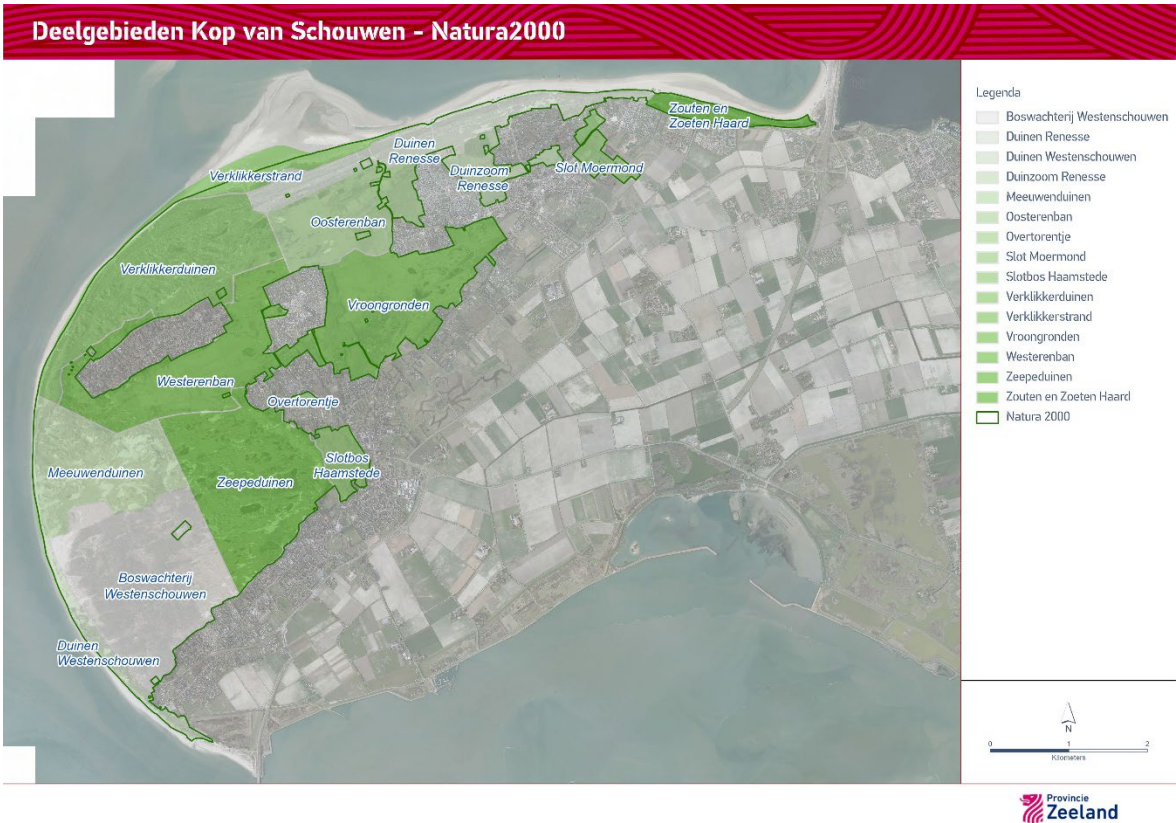 Deelgebieden Kop van Schouwen - Natura2000
Zouten en
Zoeten Haard
Duinen
Renesse
Duinzoom
Renesse
Slot Moermond
Verklikkerstrand
Oosterenban
Verklikkerduinen
Vroongronden
Westerenban
Overtorentje
Slotbos
Haamstede
Meeuwenduinen
Zeepeduinen
Boswachterij
Westenschouwen
Duinen
Westenschouwen
Legenda
Boswachterij Westenschouwen
Duinen Renesse
Duinen Westenschouwen
Duinzoom Renesse
Meeuwenduinen
Oosterenban
Overtorentje
Slot Moermond
Slotbos Haamstede
Verklikkerduinen
Verklikkerstrand
Vroongronden
Westerenban
Zeepeduinen
Zouten en Zoeten Haard
Natura 2000
N
0 1 2
Kilometers
Provincie
Zeeland